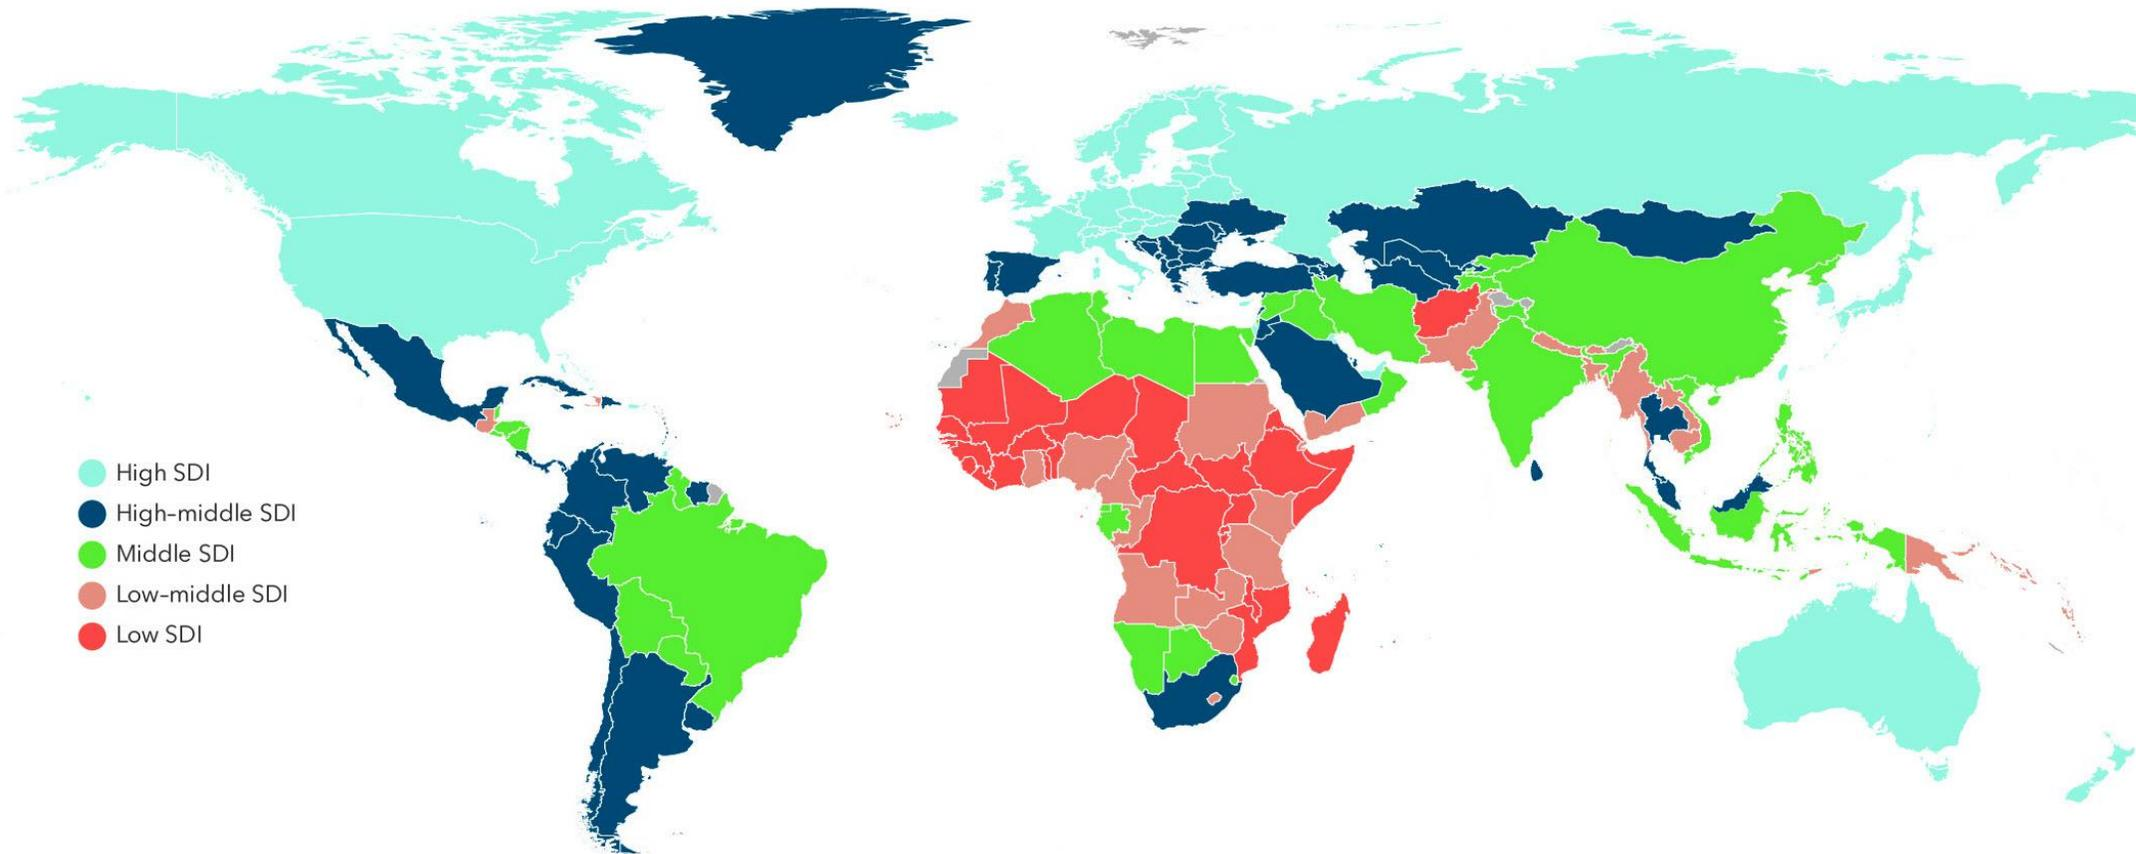 High SDI
High-middle SDI
Middle SDI
Low-middle SDI
Low SDI